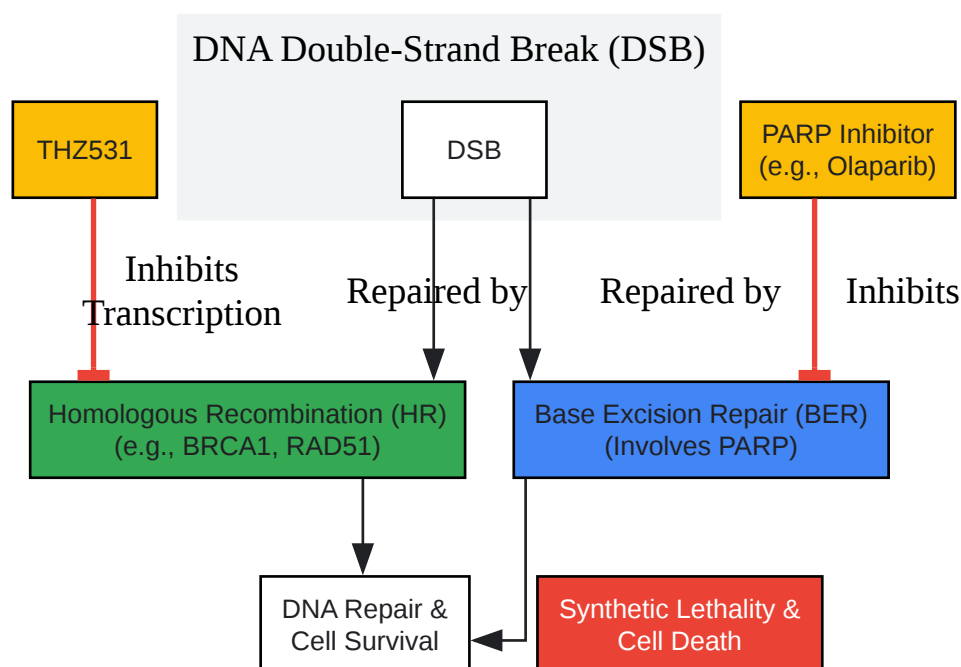 DNA Double-Strand Break (DSB)
THZ531
DSB
PARP Inhibitor
(e.g., Olaparib)
Inhibits
Transcription
Repaired by
Repaired by
Inhibits
Homologous Recombination (HR)
(e.g., BRCA1, RAD51)
Base Excision Repair (BER)
(Involves PARP)
DNA Repair &
Cell Survival
Synthetic Lethality &
Cell Death